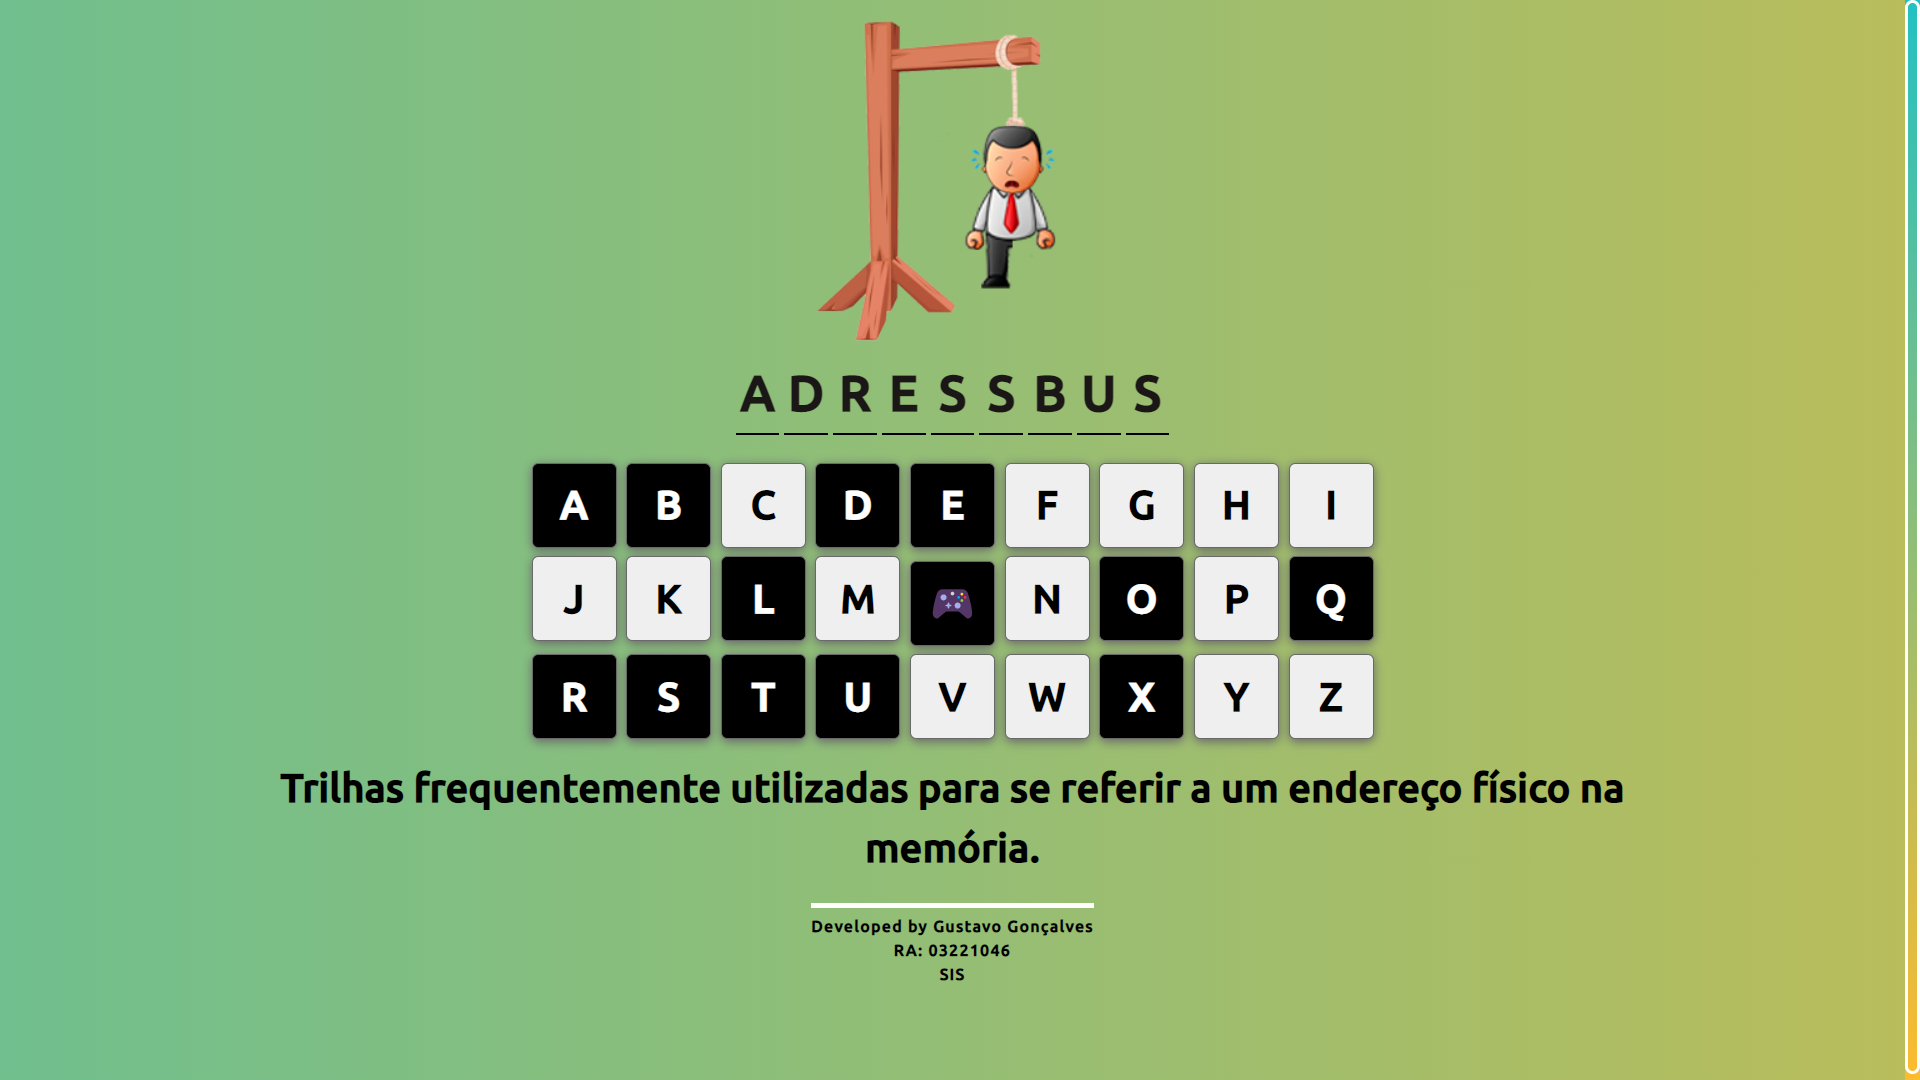 A D R E S S B U S
A B C D E F G H I
J K L M N O P Q
R S T U V W X Y Z
Trilhas frequentemente utilizadas para se referir a um endereço físico na
memória.
Developed by Gustavo Gonçalves
RA: 03221046
SIS